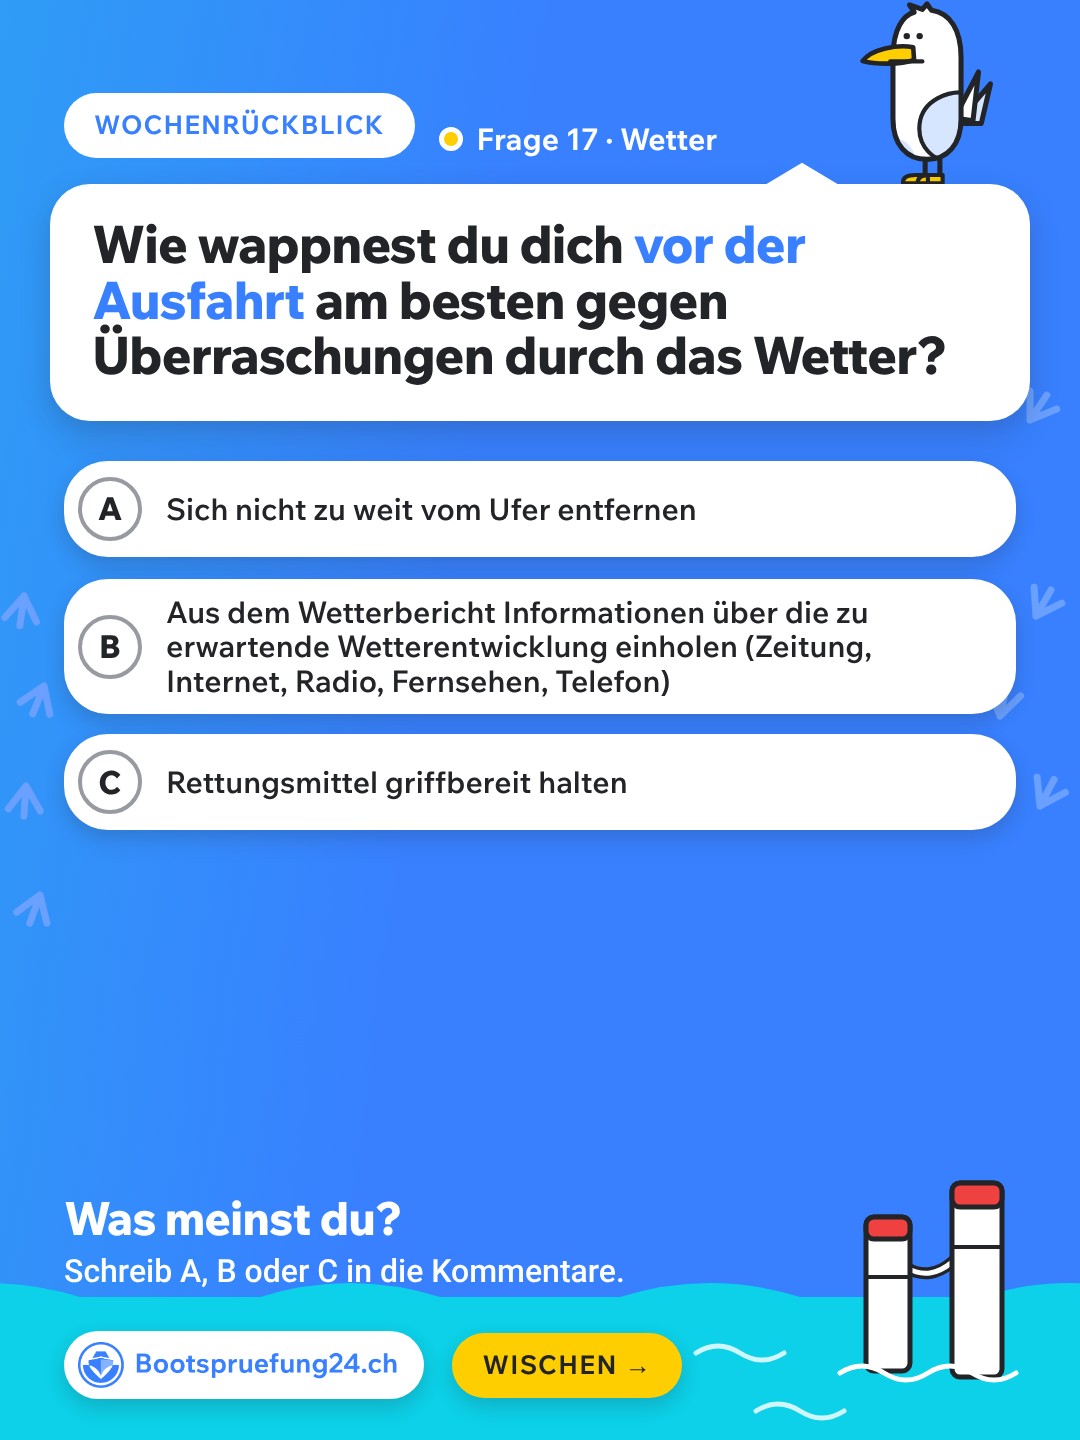 WOCHENRÜCKBLICK
Frage 17 · Wetter
Wie wappnest du dich vor der
Ausfahrt am besten gegen
Überraschungen durch das Wetter?
A Sich nicht zu weit vom Ufer entfernen
B Aus dem Wetterbericht Informationen über die zu
erwartende Wetterentwicklung einholen (Zeitung,
Internet, Radio, Fernsehen, Telefon)
C Rettungsmittel griffbereit halten
Was meinst du?
Schreib A, B oder C in die Kommentare.
Bootspruefung24.ch
WISCHEN →